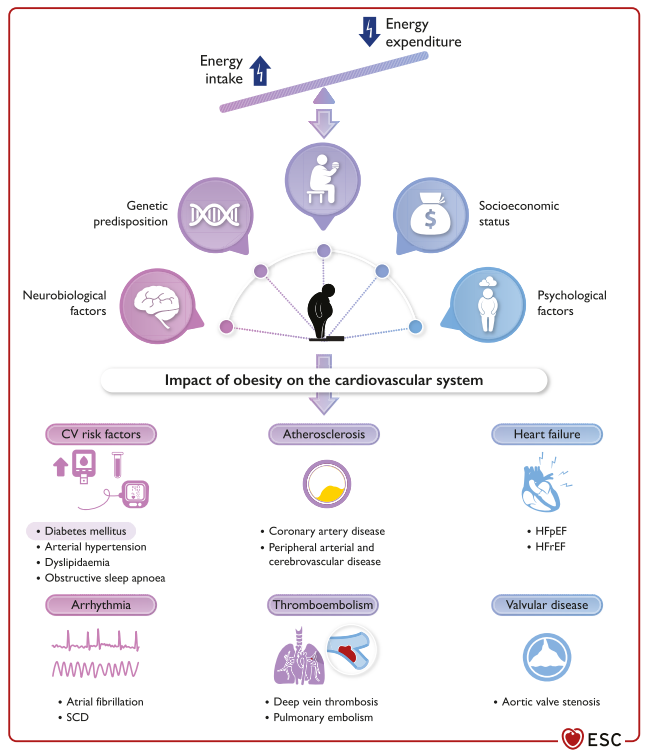 Energy
expenditure
Energy
intake
Genetic
predisposition
$
Socioeconomic
status
Neurobiological
factors
Psychological
factors
Impact of obesity on the cardiovascular system
CV risk factors
Atherosclerosis
Heart failure
• Diabetes mellitus
• Arterial hypertension
• Dyslipidaemia
• Obstructive sleep apnoea
• Coronary artery disease
• Peripheral arterial and
cerebrovascular disease
• HFpEF
• HFrEF
Arrhythmia
Thromboembolism
Valvular disease
• Atrial fibrillation
• SCD
• Deep vein thrombosis
• Pulmonary embolism
• Aortic valve stenosis
ESC